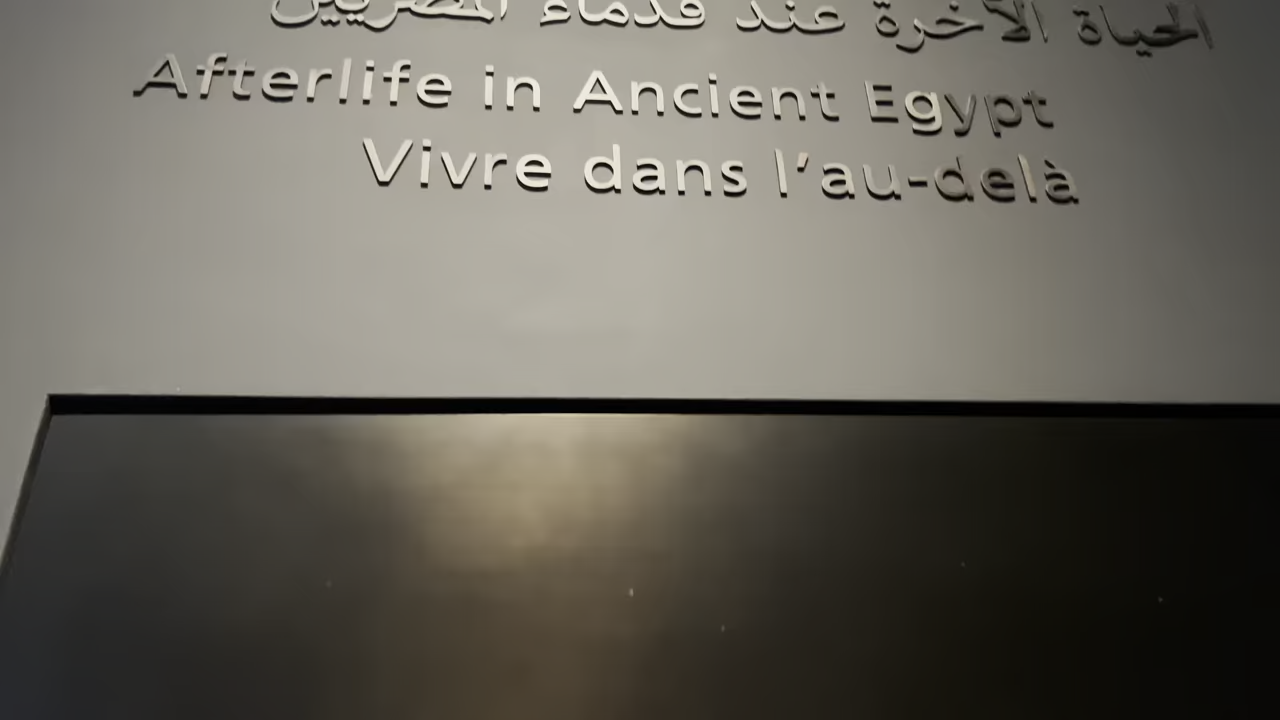 الحياة الآخرة عند قدماء المصريين
Afterlife in Ancient Egypt
Vivre dans l'au-delà